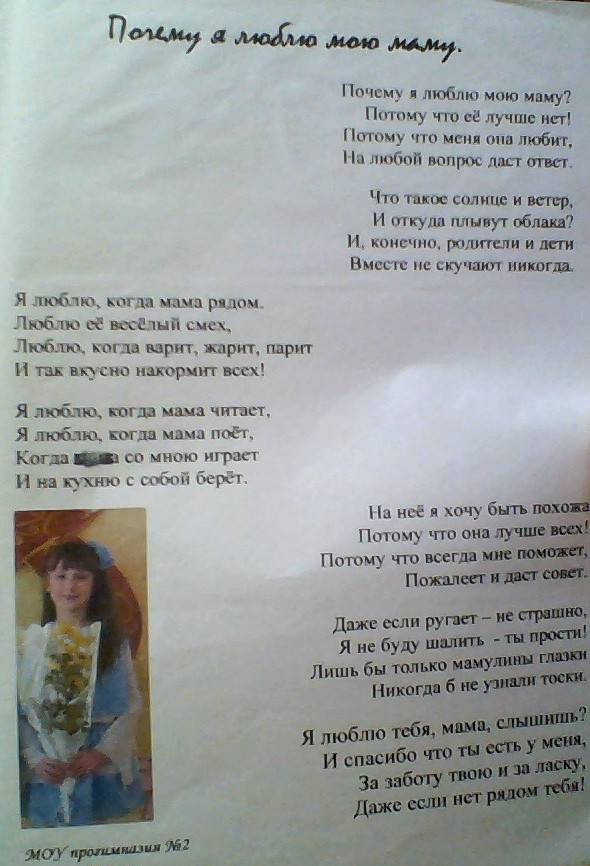 Почему я люблю мою маму.
Почему я люблю мою маму?
Потому что её лучше нет!
Потому что меня она любит,
На любой вопрос даст ответ.
Что такое солнце и ветер,
И откуда плывут облака?
И, конечно, родители и дети
Вместе не скучают никогда.
Я люблю, когда мама рядом.
Люблю её весёлый смех,
Люблю, когда варит, жарит, парит
И так вкусно накормит всех!
Я люблю, когда мама читает,
Я люблю, когда мама поёт,
Когда со мною играет
И на кухню с собой берёт.
На неё я хочу быть похожа
Потому что она лучше всех!
Потому что всегда мне поможет,
Пожалеет и даст совет.
Даже если ругает – не страшно,
Я не буду шалить - ты прости!
Лишь бы только мамулины глазки
Никогда б не узнали тоски.
Я люблю тебя, мама, слышишь?
И спасибо что ты есть у меня,
За заботу твою и за ласку,
Даже если нет рядом тебя!
МОУ прогимназия №2